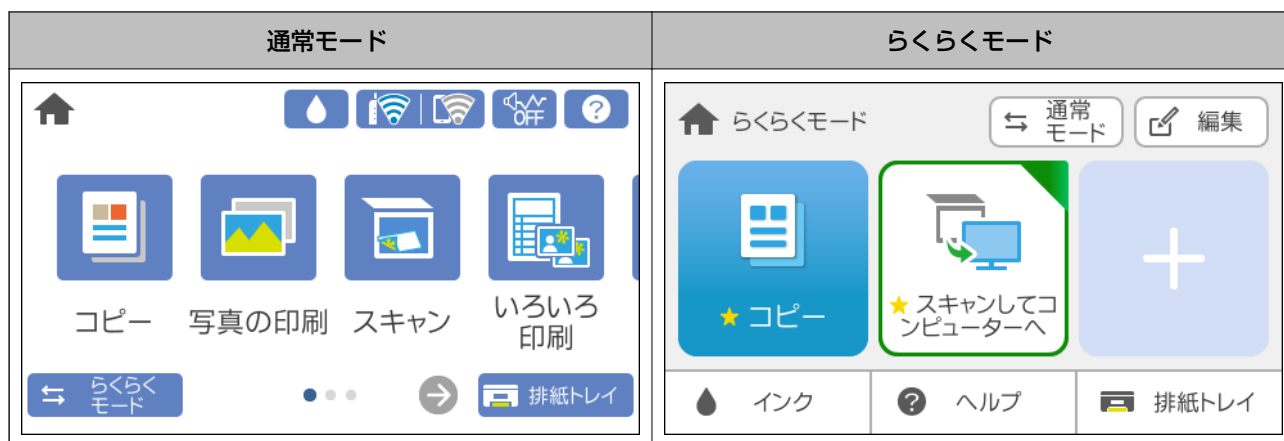 通常モード
らくらくモード
OFF
?
コピー
写真の印刷
スキャン
いろいろ
印刷
らくらく
モード
排紙トレイ
らくらくモード
通常
モード
編集
コピー
スキャンしてコ
ンピューターへ
インク
?
ヘルプ
排紙トレイ